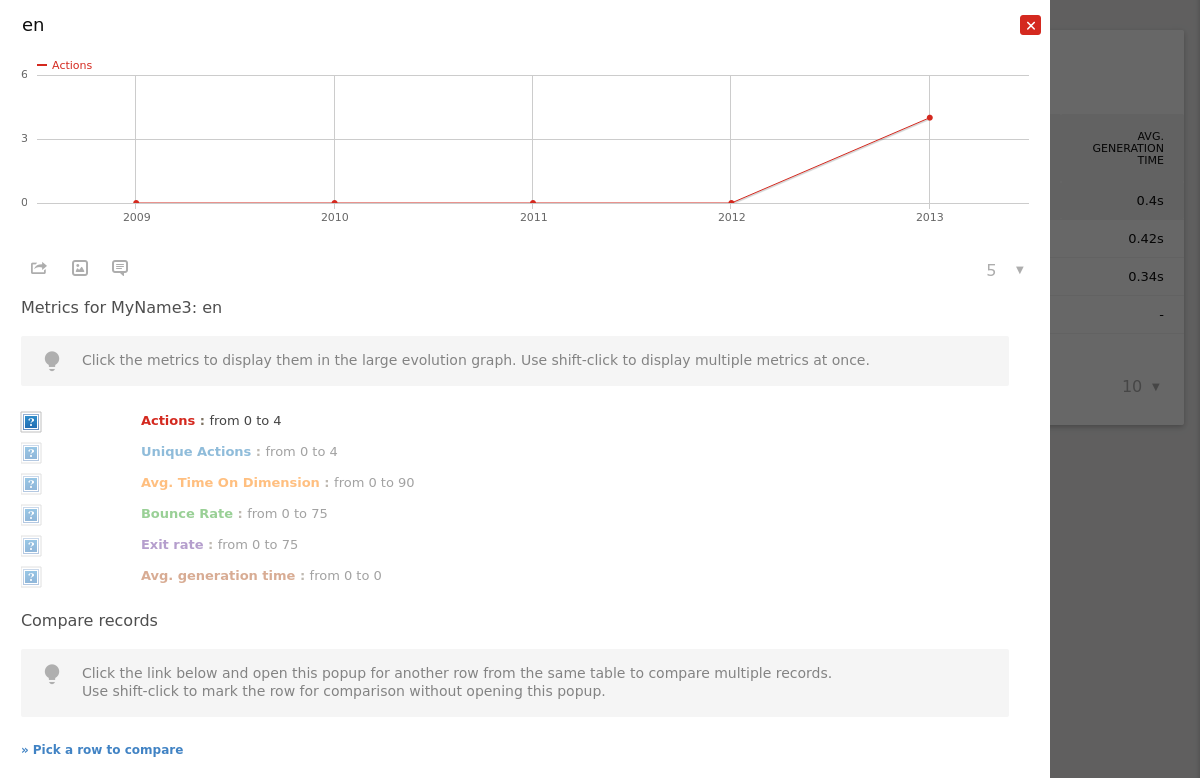 en
Actions
6
3
0
2009 2010 2011 2012 2013
5
Metrics for MyName3: en
Click the metrics to display them in the large evolution graph. Use shift-click to display multiple metrics at once.
Actions : from 0 to 4
Unique Actions : from 0 to 4
Avg. Time On Dimension : from 0 to 90
Bounce Rate : from 0 to 75
Exit rate : from 0 to 75
Avg. generation time : from 0 to 0
Compare records
Click the link below and open this popup for another row from the same table to compare multiple records.
Use shift-click to mark the row for comparison without opening this popup.
» Pick a row to compare
AVG.
GENERATION
TIME
0.4s
0.42s
0.34s
-
10